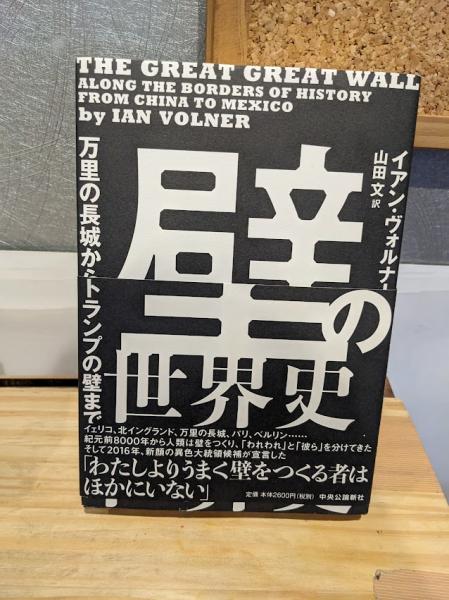 THE GREAT GREAT WALL
ALONG THE BORDERS OF HISTORY
FROM CHINA TO MEXICO
by IAN VOLNER
イアン・ヴォルナー
山田 文 訳
壁の
世界史
万里の長城からトランプの壁まで
イェリコ、北イングランド、万里の長城、パリ、ベルリン……
紀元前8000年から人類は壁をつくり、「われわれ」と「彼ら」を分けてきた
そして2016年、新顔の異色大統領候補が宣言した
「わたしよりうまく壁をつくる者は
ほかにいない」
定価 本体2600円(税別)
中央公論新社